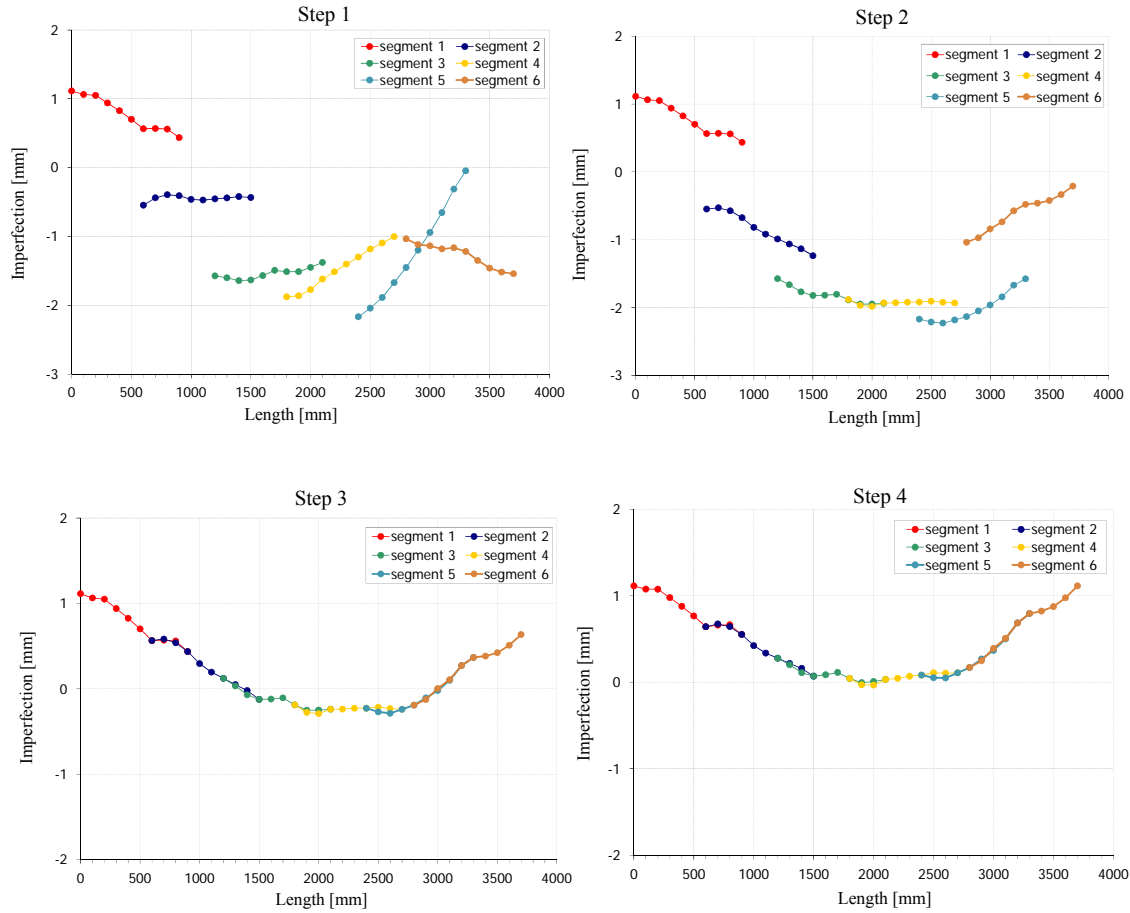 Step 1
2
1
0
-1
-2
-3
Imperfection [mm]
segment 1 segment 2
segment 3 segment 4
segment 5 segment 6
0 500 1000 1500 2000 2500 3000 3500 4000
Length [mm]
Step 2
2
1
0
-1
-2
-3
Imperfection [mm]
segment 1 segment 2
segment 3 segment 4
segment 5 segment 6
0 500 1000 1500 2000 2500 3000 3500 4000
Length [mm]
Step 3
2
1
0
-1
-2
Imperfection [mm]
segment 1 segment 2
segment 3 segment 4
segment 5 segment 6
0 500 1000 1500 2000 2500 3000 3500 4000
Length [mm]
Step 4
2
1
0
-1
-2
Imperfection [mm]
segment 1 segment 2
segment 3 segment 4
segment 5 segment 6
0 500 1000 1500 2000 2500 3000 3500 4000
Length [mm]